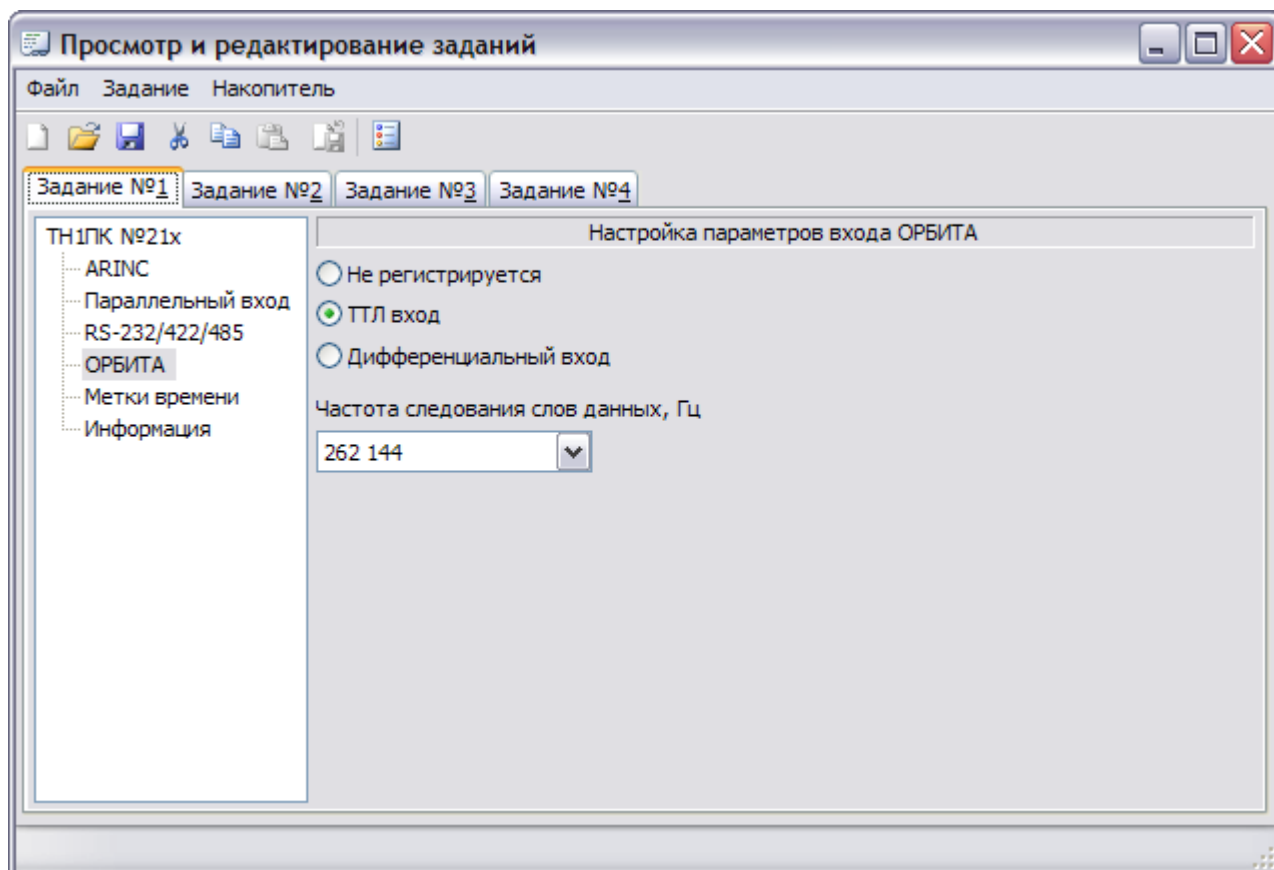 Просмотр и редактирование заданий
Файл Задание Накопитель
Задание №1 Задание №2 Задание №3 Задание №4
ТН1ПК №21х
ARINC
Параллельный вход
RS-232/422/485
ОРБИТА
Метки времени
Информация
Настройка параметров входа ОРБИТА
Не регистрируется
ТТЛ вход
Дифференциальный вход
Частота следования слов данных, Гц
262 144